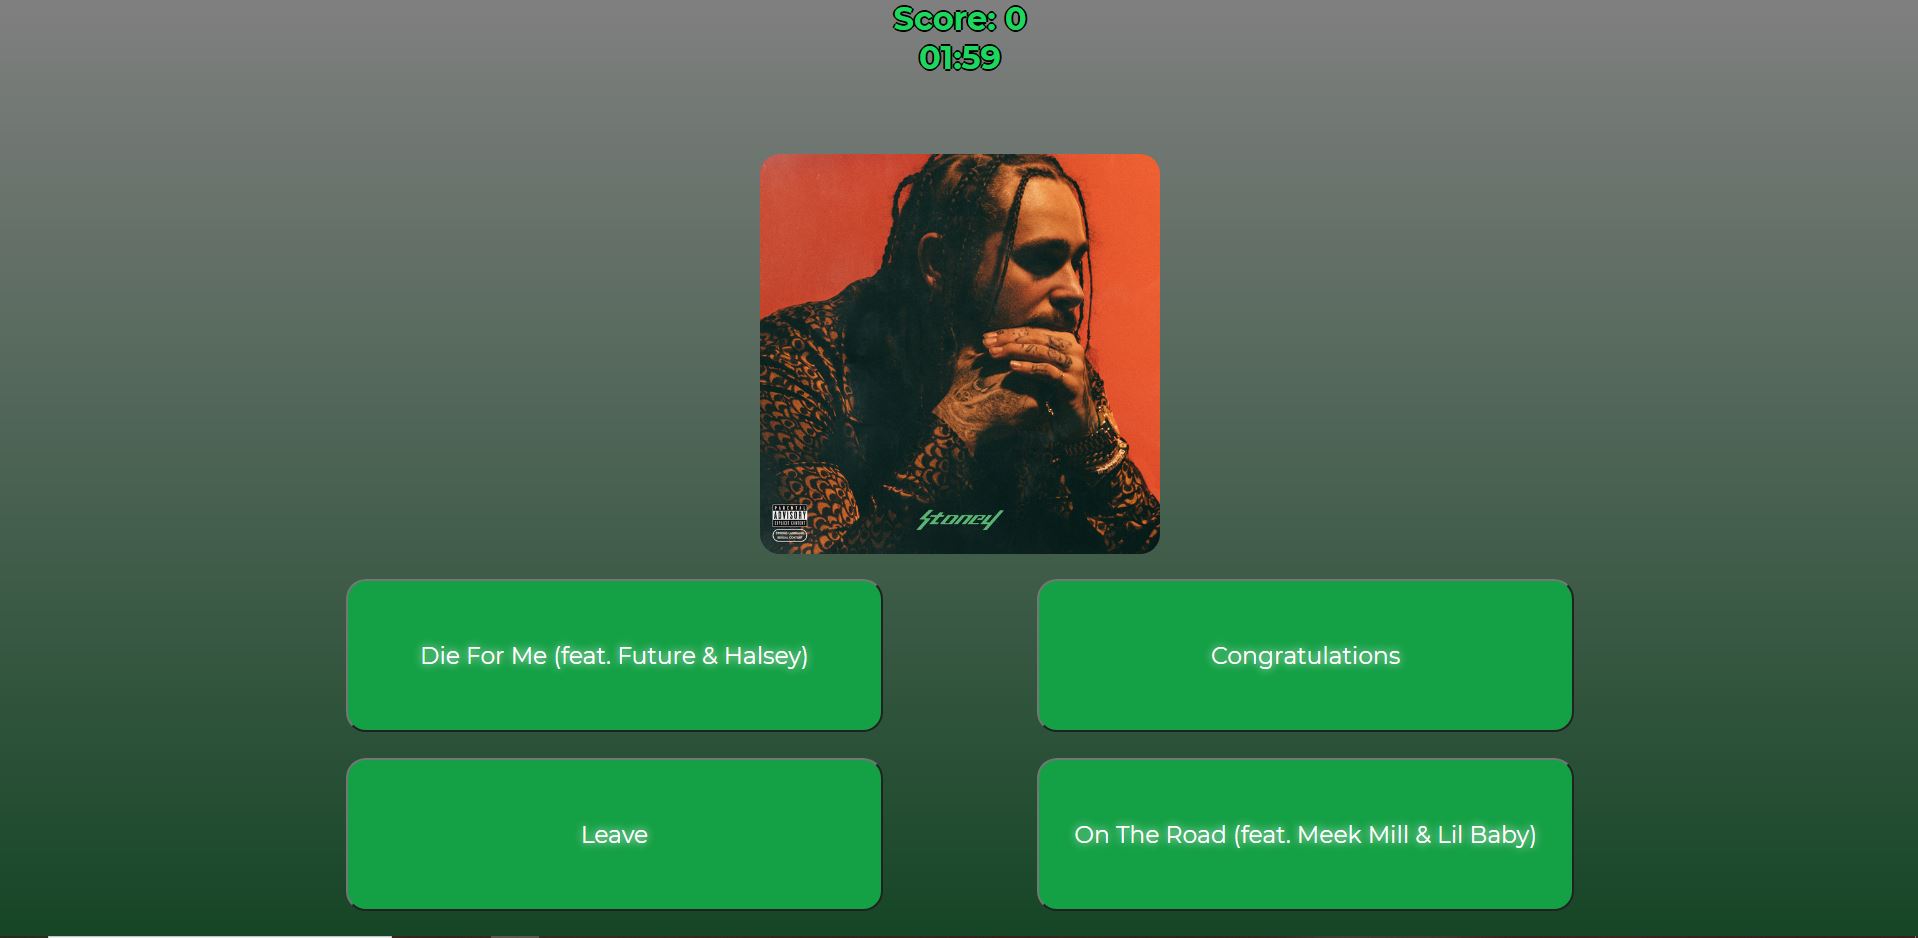 Score: 0
01:59
PARENTAL
ADVISORY
EXPLICIT CONTENT
Stoney
Die For Me (feat. Future & Halsey)
Congratulations
Leave
On The Road (feat. Meek Mill & Lil Baby)